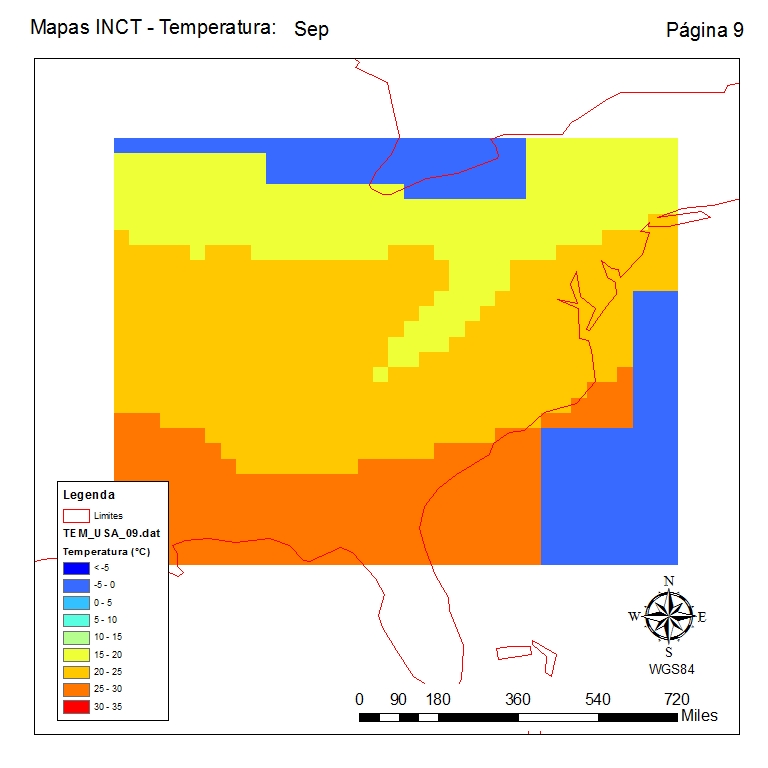 Mapas INCT - Temperatura: Sep
Página 9
Legenda
Limites
TEM_USA_09.dat
Temperatura (°C)
< -5
-5 - 0
0 - 5
5 - 10
10 - 15
15 - 20
20 - 25
25 - 30
30 - 35
N
W E
S
WGS84
0 90 180 360 540 720
Miles